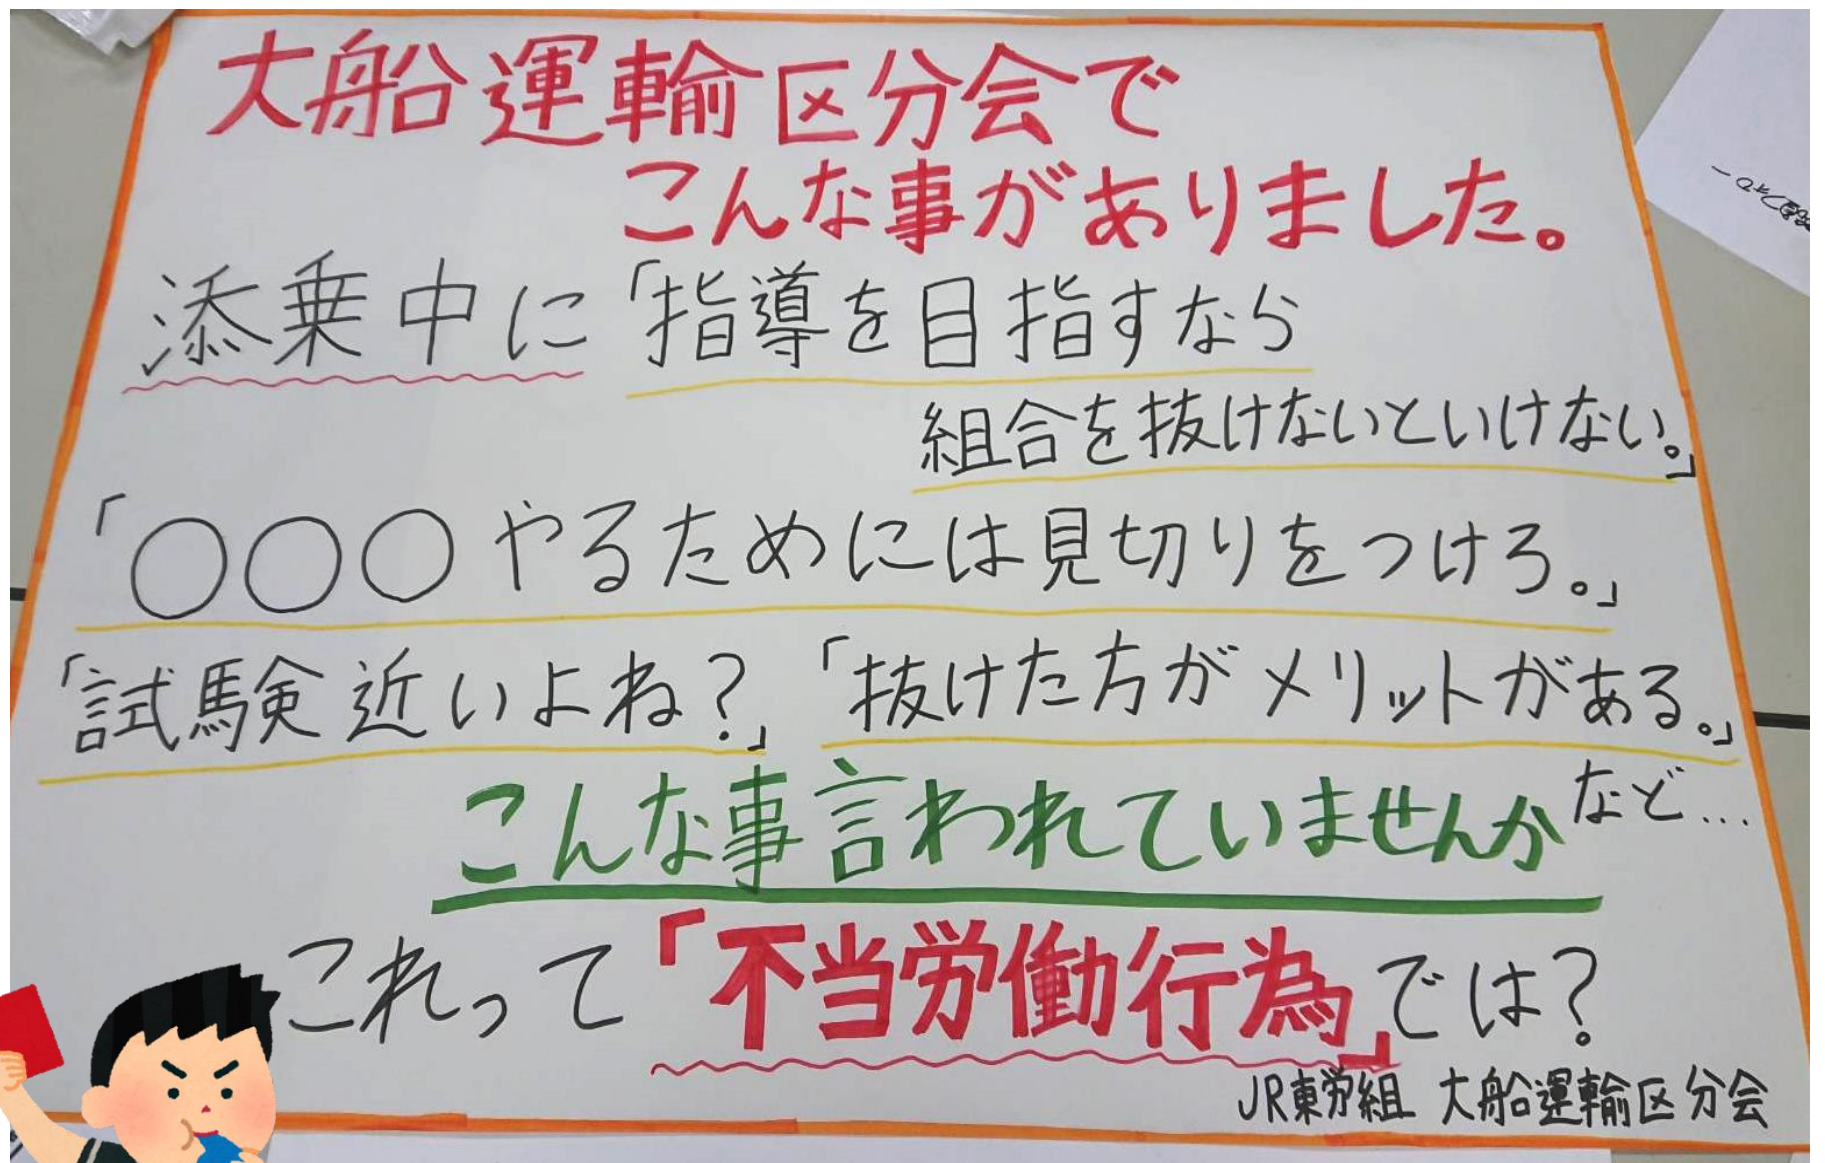 大船運輸区分会で
こんな事がありました。
添乗中に「指導を目指すなら
組合を抜けないといけない。」
「○○○やるためには見切りをつけろ。」
「試験近いよね?」「抜けた方がメリットがある。」
など…
こんな事言われていませんか
これって「不当労働行為」では?
JR東労組 大船運輸区分会